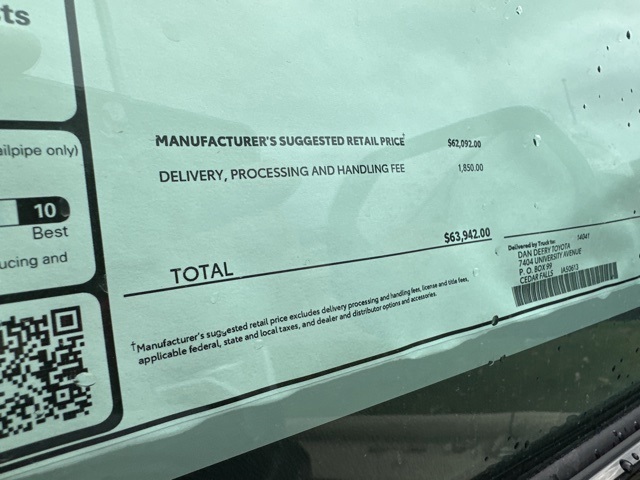 sts
ailpipe only)
10
Best
ucing and
MANUFACTURER'S SUGGESTED RETAIL PRICE† $62,092.00
DELIVERY, PROCESSING AND HANDLING FEE 1,850.00
TOTAL $63,942.00
Delivered by Truck to: 14041
DAN DEERY TOYOTA
7404 UNIVERSITY AVENUE
P. O. BOX 99
CEDAR FALLS IA50613
†Manufacturer's suggested retail price excludes delivery processing and handling fees, license and title fees,
applicable federal, state and local taxes, and dealer and distributor options and accessories.